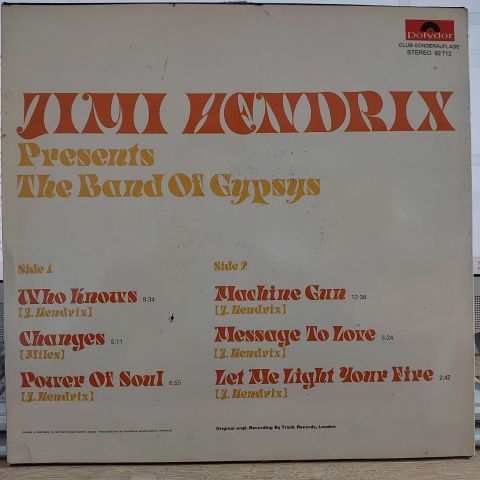 Polydor
CLUB-SONDERAUFLAGE
STEREO 92 712
JIMI HENDRIX
Presents
The Band Of Gypsys
Side 1
Who Knows 9:34
[J. Hendrix]
Changes 5:11
[Miles]
Power Of Soul 6:55
[J. Hendrix]
Side 2
Machine Gun 12:38
[J. Hendrix]
Message To Love 5:24
[J. Hendrix]
Let Me Light Your Fire 2:42
[J. Hendrix]
Original engl. Recording By Track Records, London